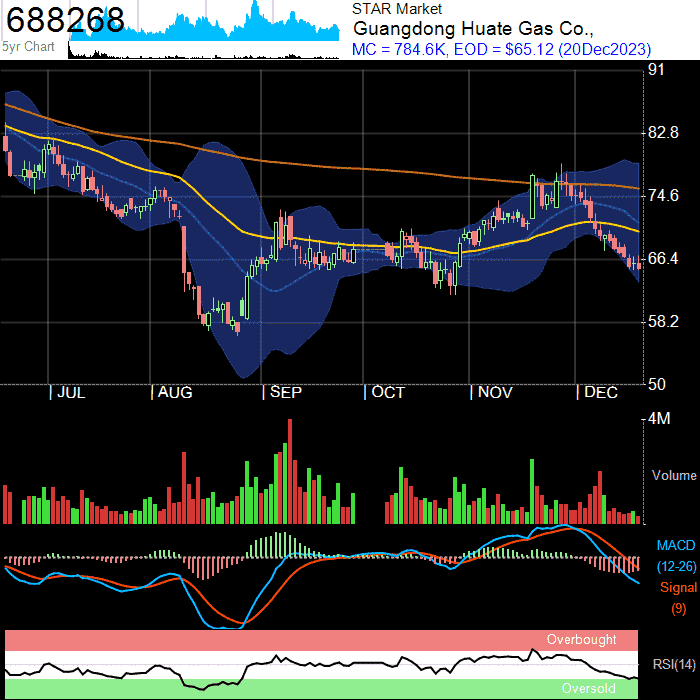 688268
5yr Chart
STAR Market
Guangdong Huate Gas Co.,
MC = 784.6K, EOD = $65.12 (20Dec2023)
91
82.8
74.6
66.4
58.2
50
| JUL | AUG | SEP | OCT | NOV | DEC
4M
Volume
MACD
(12-26)
Signal
(9)
Overbought
RSI(14)
Oversold